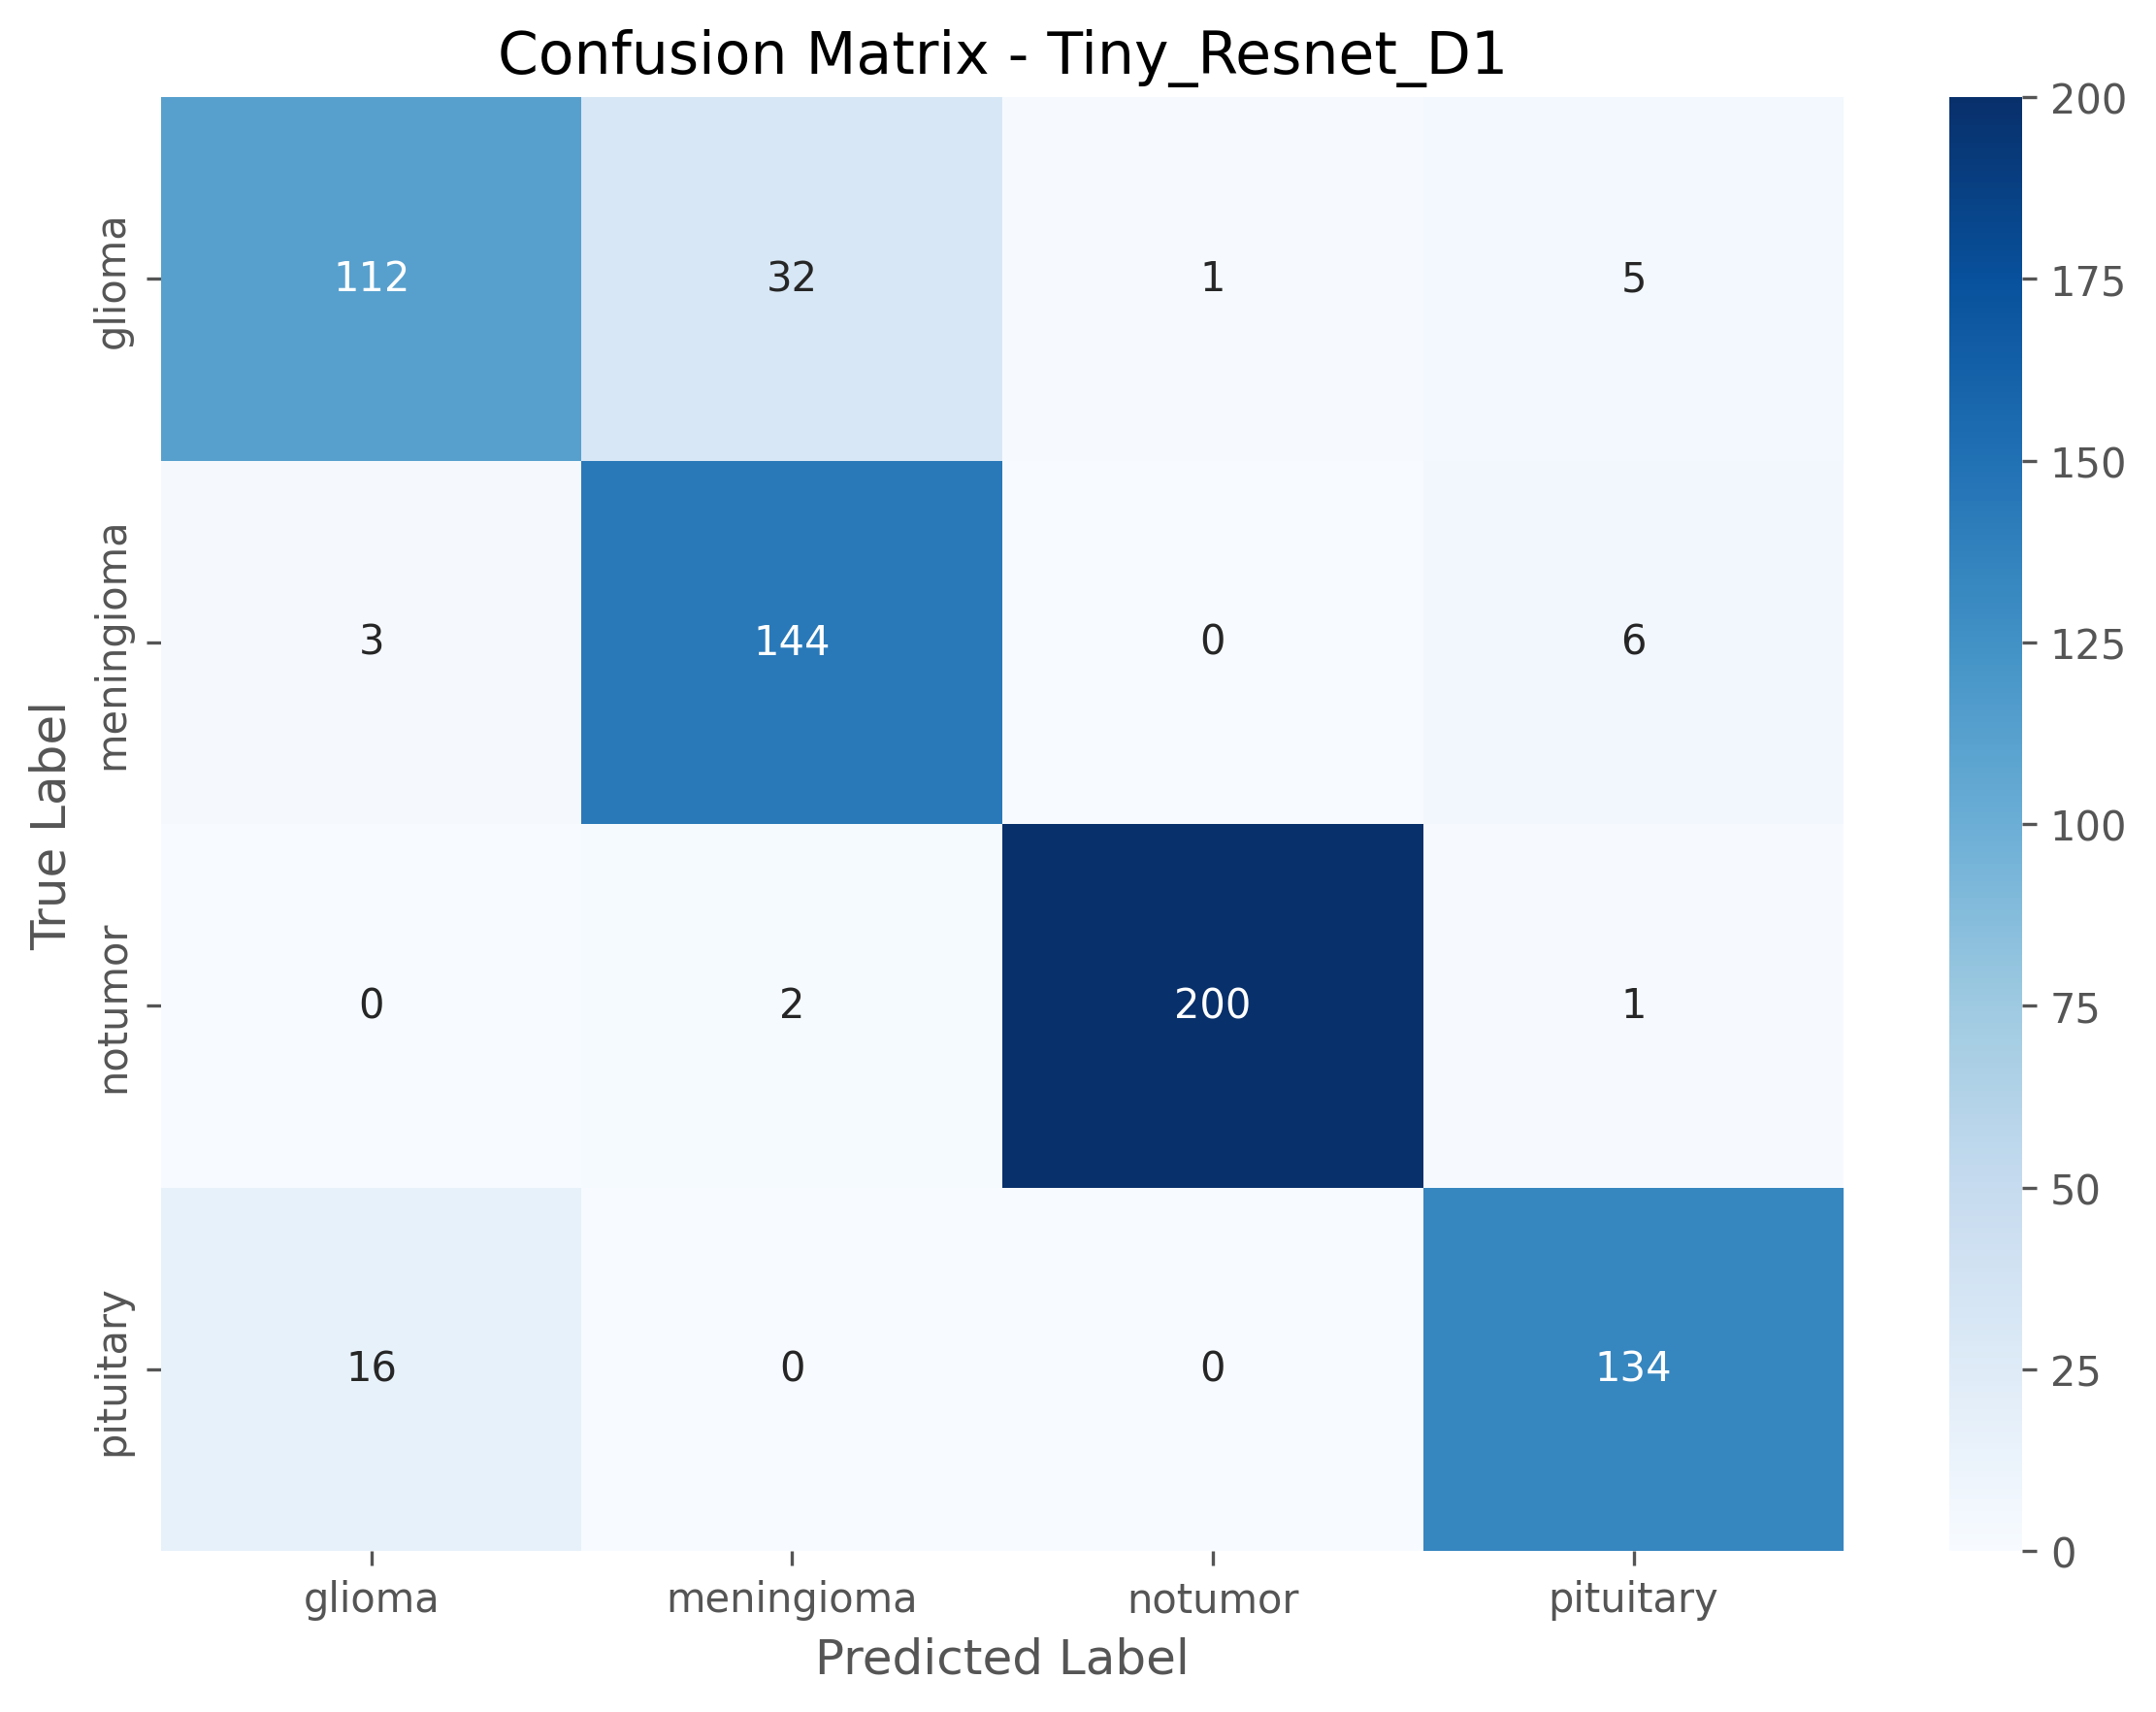 Confusion Matrix - Tiny_Resnet_D1
True Label
glioma
112 32 1 5
meningioma
3 144 0 6
notumor
0 2 200 1
pituitary
16 0 0 134
glioma meningioma notumor pituitary
Predicted Label
200
175
150
125
100
75
50
25
0